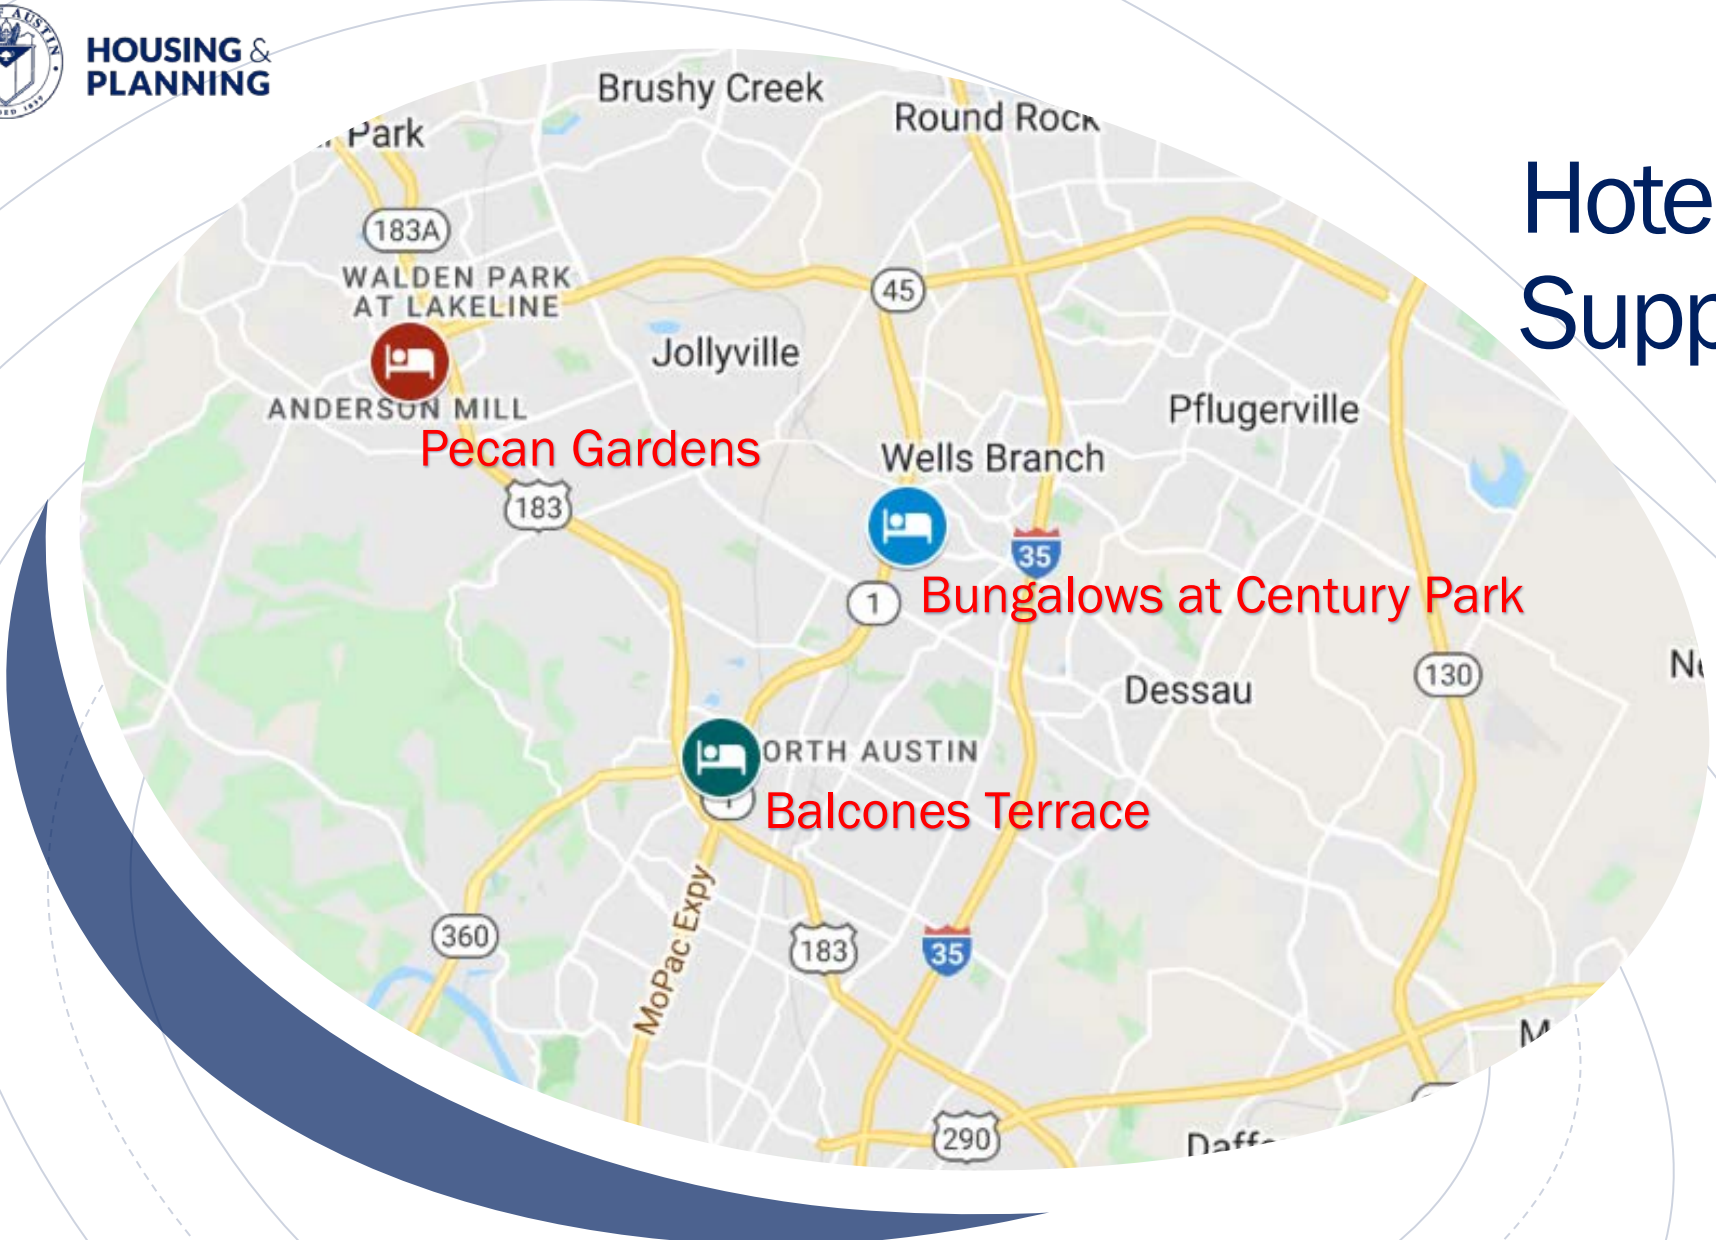 HOUSING &
PLANNING
Brushy Creek
Round Rock
Park
183A
WALDEN PARK
AT LAKELINE
45
Jollyville
ANDERSON MILL
Pecan Gardens
Pflugerville
Wells Branch
183
35
1
Bungalows at Century Park
130
Dessau
ORTH AUSTIN
Balcones Terrace
MoPac Expy
360
183
35
290
Hote
Supp